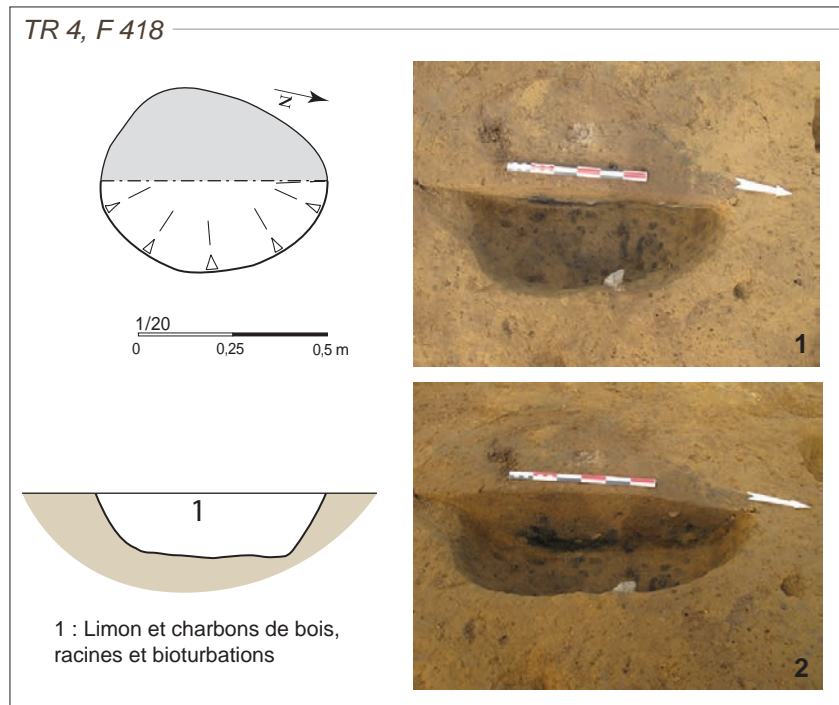 TR 4, F 418
N
1/20
0 0,25 0,5 m
1
1
1 : Limon et charbons de bois,
racines et bioturbations
2